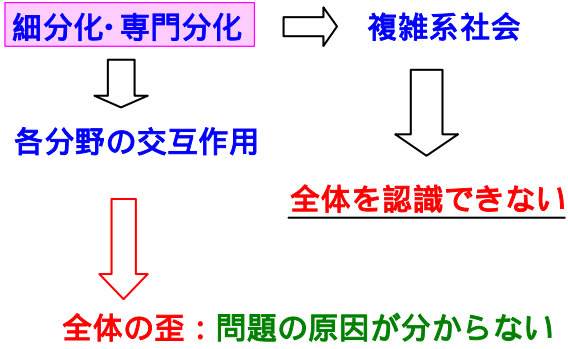 細分化・専門分化
複雑系社会
各分野の交互作用
全体を認識できない
全体の歪：問題の原因が分からない